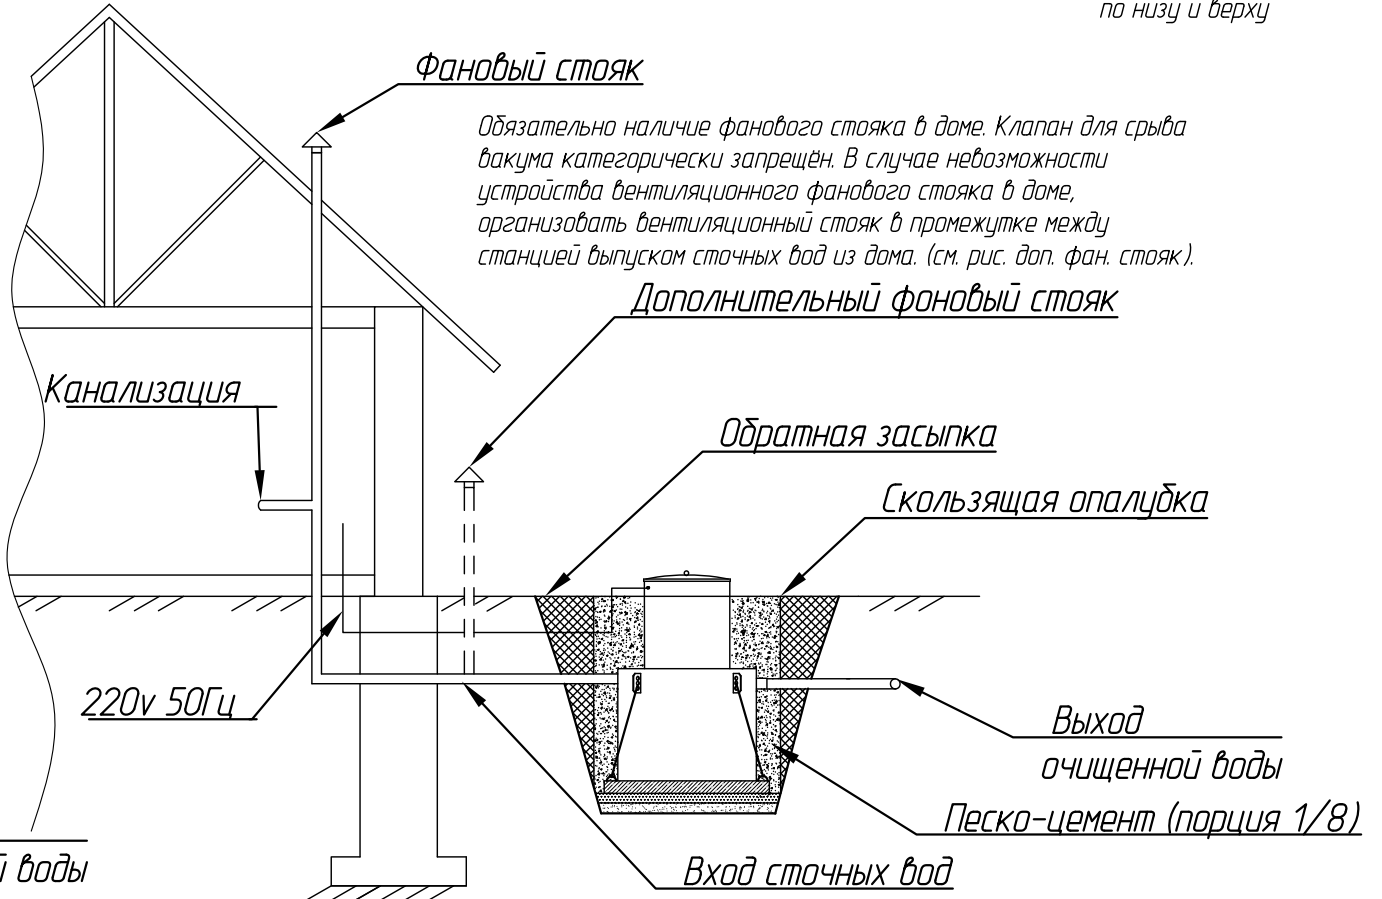 по низу и верху
Фановый стояк
Обязательно наличие фанового стояка в доме. Клапан для срыва
вакума категорически запрещён. В случае невозможности
устройства вентиляционного фанового стояка в доме,
организовать вентиляционный стояк в промежутке между
станцией выпуском сточных вод из дома. (см. рис. доп. фан. стояк).
Дополнительный фоновый стояк
Канализация
Обратная засыпка
Скользящая опалубка
220v 50Гц
Выход
очищенной воды
Песко-цемент (порция 1/8)
Вход сточных вод
й воды